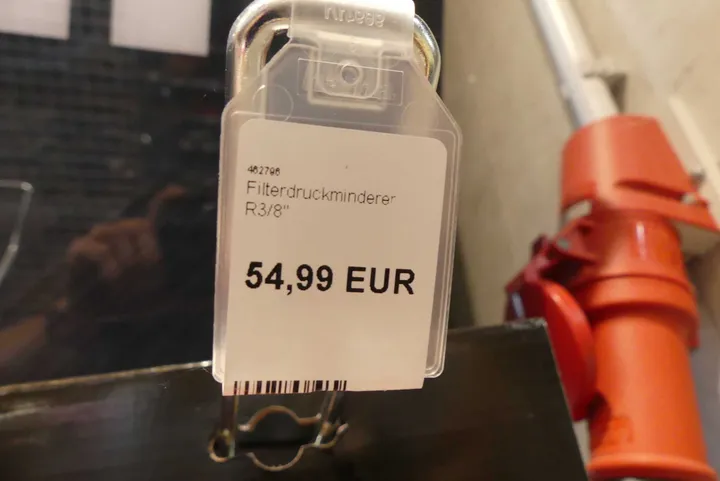 462796
Filterdruckminderer
R3/8"
54,99 EUR